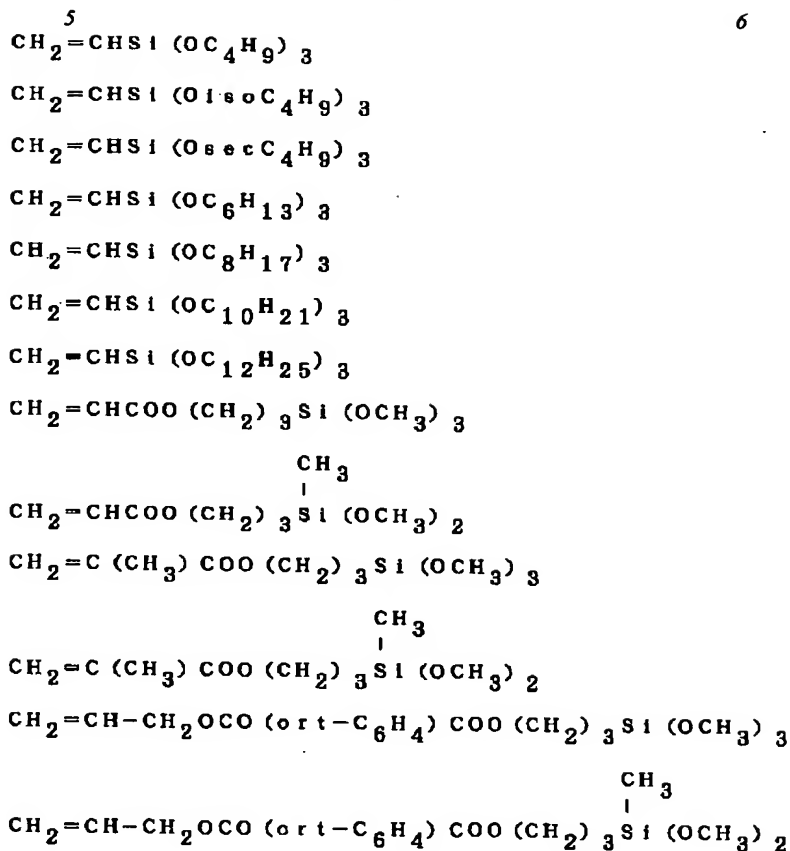 5 6
CH2=CHSi(OC4H9)3
CH2=CHSi(OisoC4H9)3
CH2=CHSi(OsecC4H9)3
CH2=CHSi(OC6H13)3
CH2=CHSi(OC8H17)3
CH2=CHSi(OC10H21)3
CH2=CHSi(OC12H25)3
CH2=CHCOO(CH2)3Si(OCH3)3
CH3
CH2=CHCOO(CH2)3Si(OCH3)2
CH2=C(CH3)COO(CH2)3Si(OCH3)3
CH3
CH2=C(CH3)COO(CH2)3Si(OCH3)2
CH2=CH-CH2OCO(ort-C6H4)COO(CH2)3Si(OCH3)3
CH3
CH2=CH-CH2OCO(ort-C6H4)COO(CH2)3Si(OCH3)2